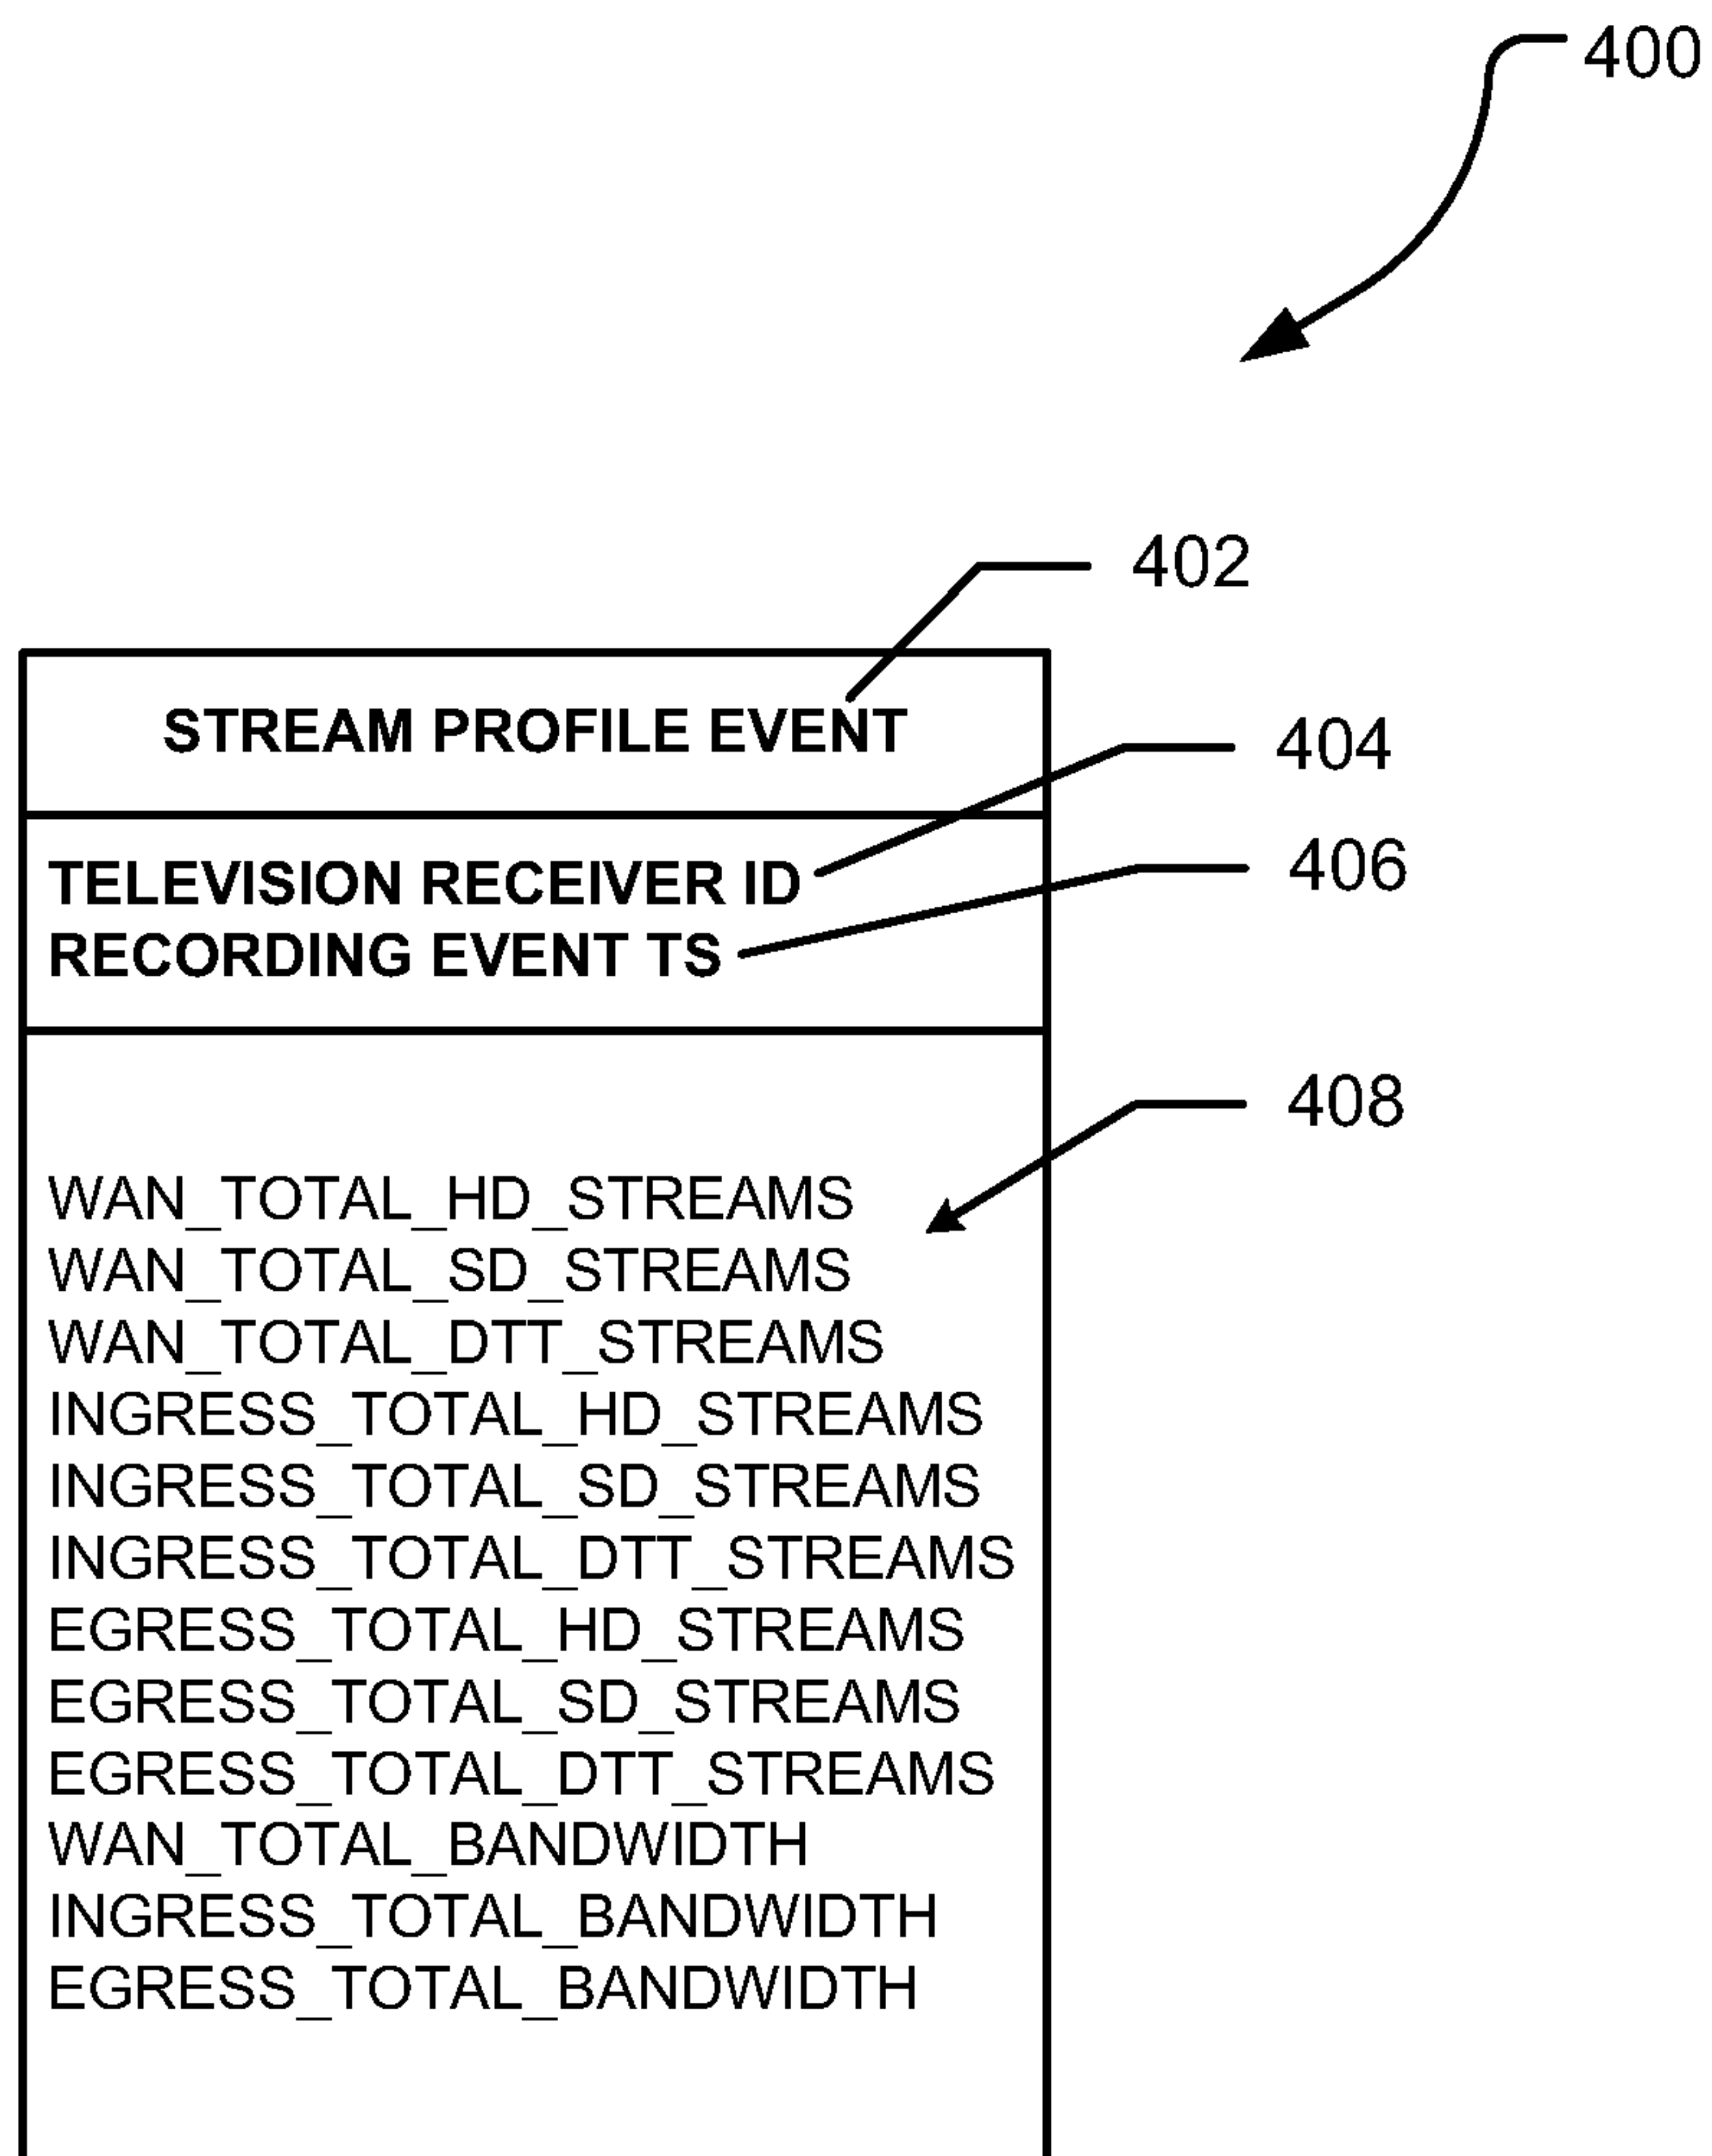 400
402
STREAM PROFILE EVENT
404
TELEVISION RECEIVER ID
406
RECORDING EVENT TS
408
WAN_TOTAL_HD_STREAMS
WAN_TOTAL_SD_STREAMS
WAN_TOTAL_DTT_STREAMS
INGRESS_TOTAL_HD_STREAMS
INGRESS_TOTAL_SD_STREAMS
INGRESS_TOTAL_DTT_STREAMS
EGRESS_TOTAL_HD_STREAMS
EGRESS_TOTAL_SD_STREAMS
EGRESS_TOTAL_DTT_STREAMS
WAN_TOTAL_BANDWIDTH
INGRESS_TOTAL_BANDWIDTH
EGRESS_TOTAL_BANDWIDTH